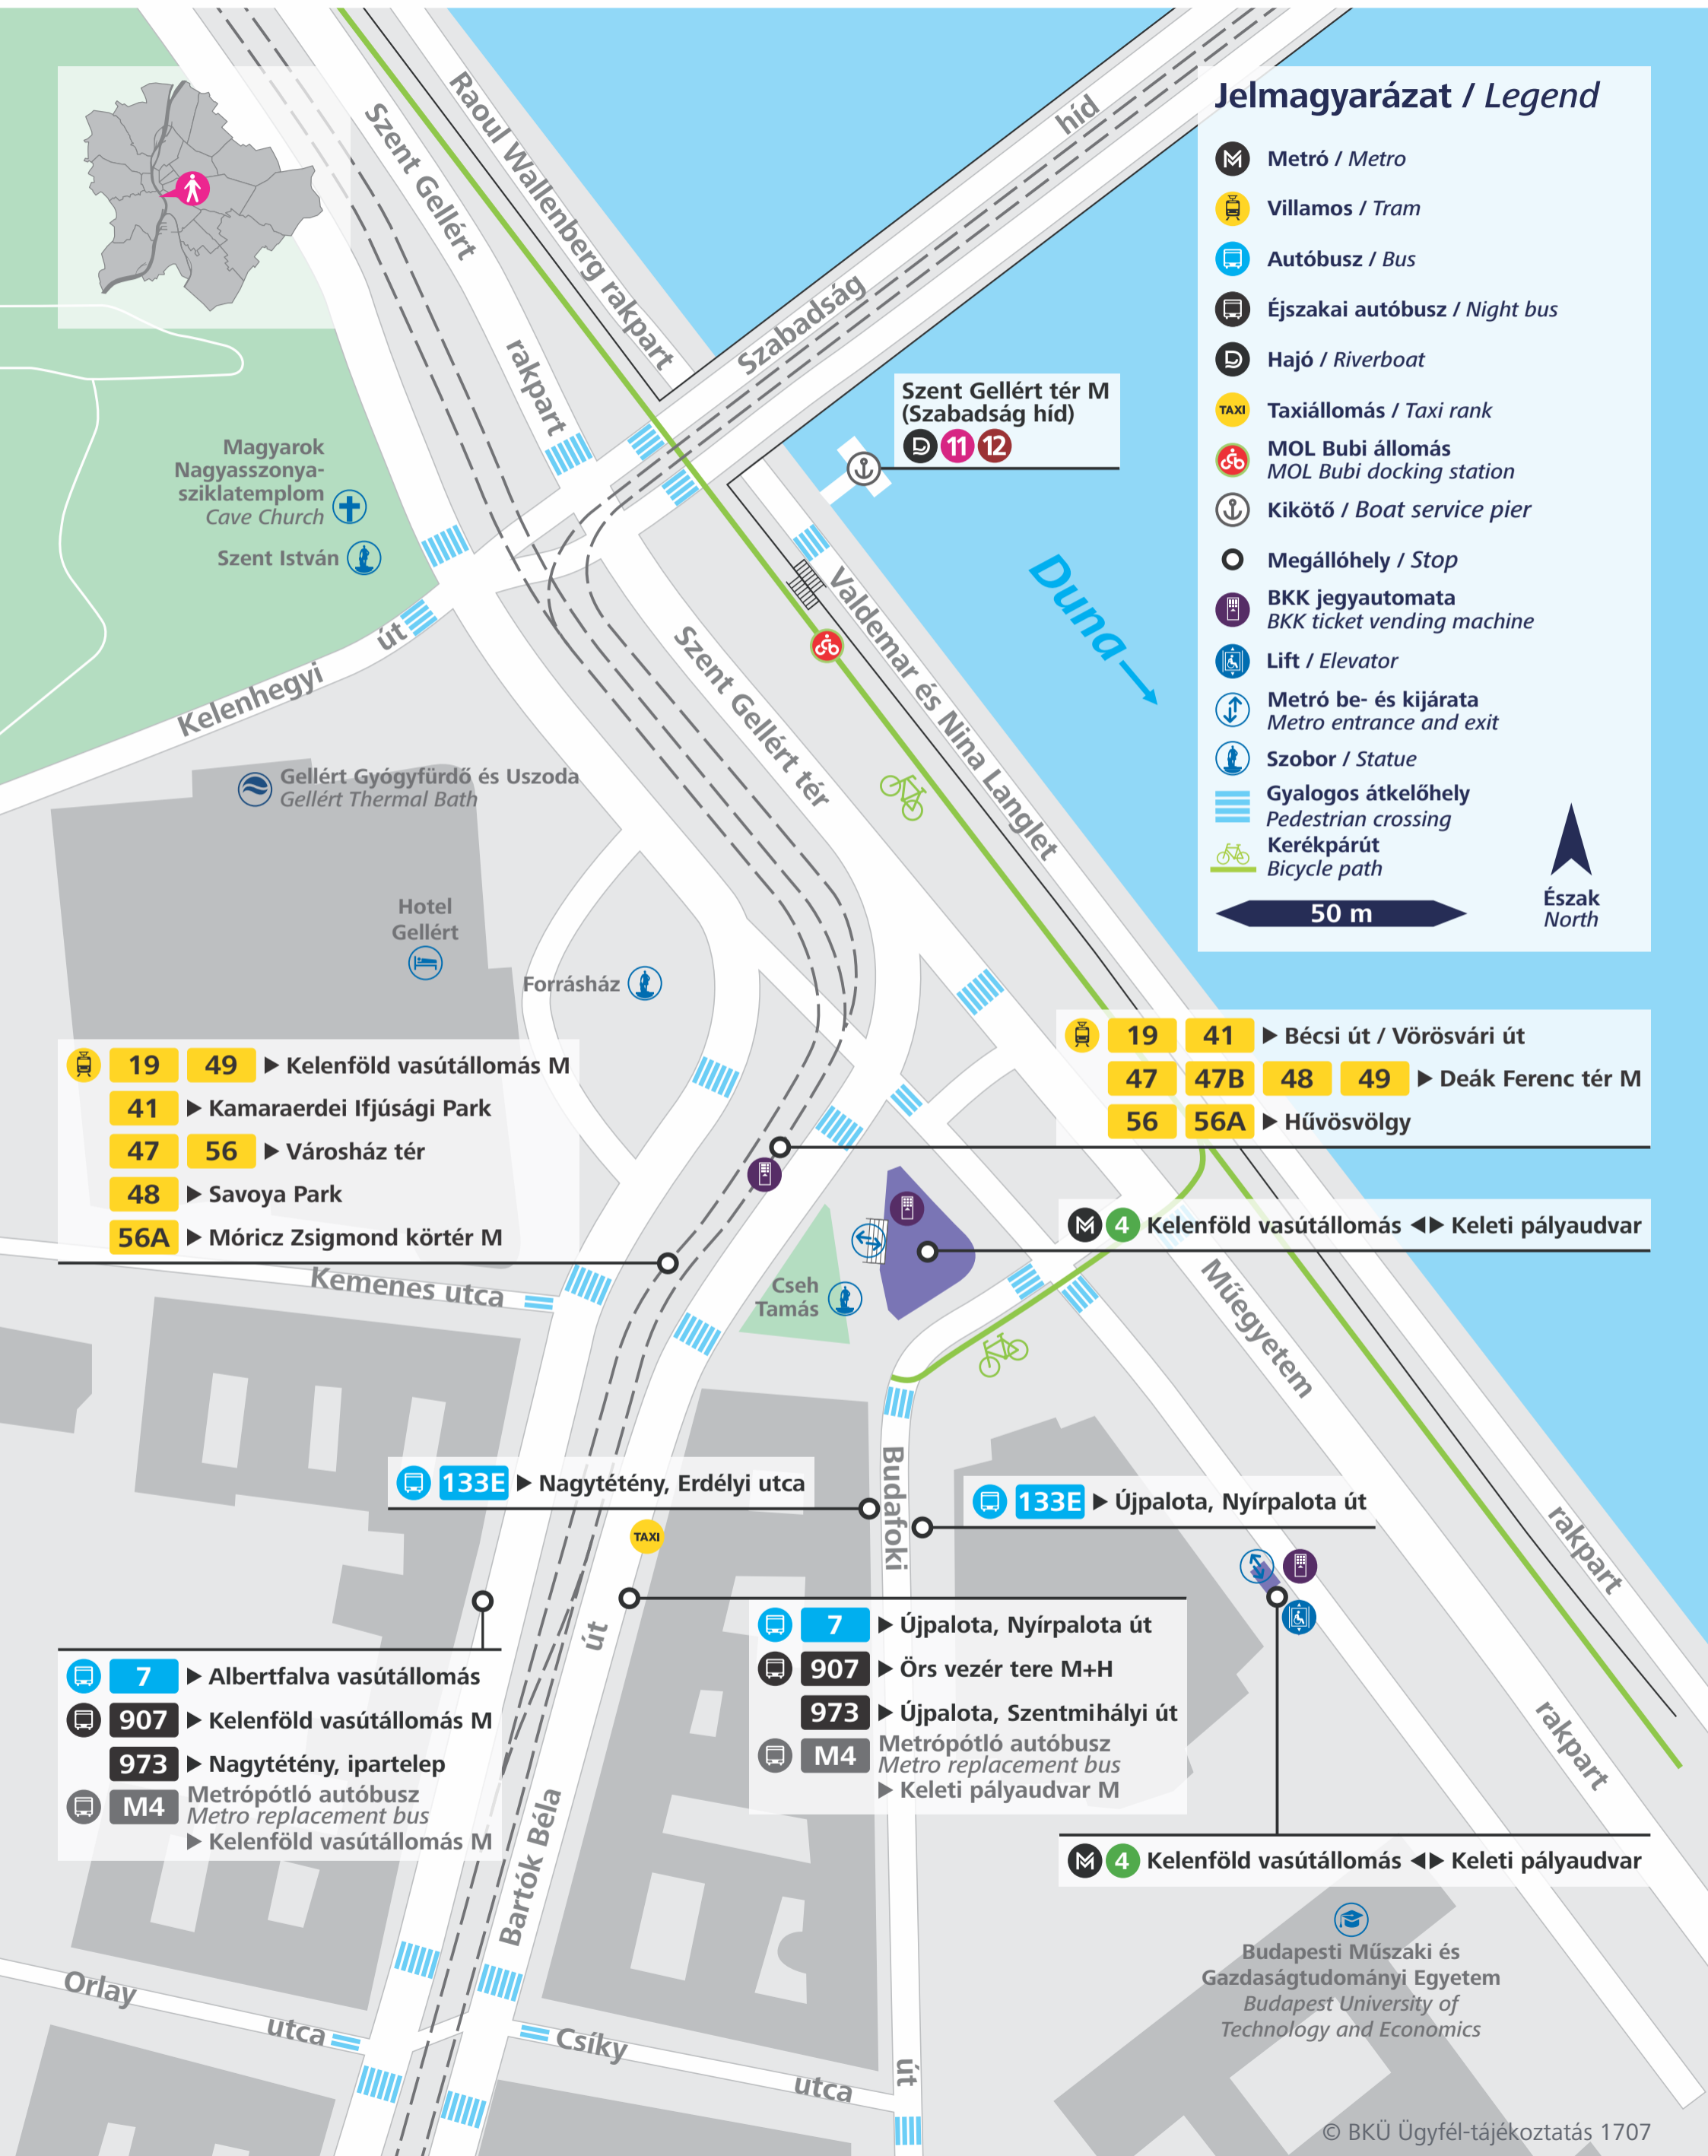 Jelmagyarázat / Legend
Metró / Metro
Villamos / Tram
Autóbusz / Bus
Éjszakai autóbusz / Night bus
Hajó / Riverboat
TAXI Taxiállomás / Taxi rank
MOL Bubi állomás
MOL Bubi docking station
Kikötő / Boat service pier
Megállóhely / Stop
BKK jegyautomata
BKK ticket vending machine
Lift / Elevator
Metró be- és kijárata
Metro entrance and exit
Szobor / Statue
Gyalogos átkelőhely
Pedestrian crossing
Kerékpárút
Bicycle path
50 m
Észak
North
Szent Gellért
rakpart
Raoul Wallenberg rakpart
Szabadság
híd
Szent Gellért tér M
(Szabadság híd)
D 11 12
Magyarok
Nagyasszonya-
sziklatemplom
Cave Church
Szent István
Kelenhegyi
út
Duna
Szent Gellért tér
Valdemar és Nina Langlet
rakpart
Gellért Gyógyfürdő és Uszoda
Gellért Thermal Bath
Hotel
Gellért
Forrásház
19 49 ▶ Kelenföld vasútállomás M
41 ▶ Kamaraerdei Ifjúsági Park
47 56 ▶ Városház tér
48 ▶ Savoya Park
56A ▶ Móricz Zsigmond körtér M
19 41 ▶ Bécsi út / Vörösvári út
47 47B 48 49 ▶ Deák Ferenc tér M
56 56A ▶ Hűvösvölgy
M 4 Kelenföld vasútállomás ◀▶ Keleti pályaudvar
Kemenes utca
Cseh
Tamás
Műegyetem
rakpart
133E ▶ Nagytétény, Erdélyi utca
133E ▶ Újpalota, Nyírpalota út
Budafoki
út
TAXI
7 ▶ Albertfalva vasútállomás
907 ▶ Kelenföld vasútállomás M
973 ▶ Nagytétény, ipartelep
M4 Metrópótló autóbusz
Metro replacement bus
▶ Kelenföld vasútállomás M
7 ▶ Újpalota, Nyírpalota út
907 ▶ Örs vezér tere M+H
973 ▶ Újpalota, Szentmihályi út
M4 Metrópótló autóbusz
Metro replacement bus
▶ Keleti pályaudvar M
Bartók Béla
út
M 4 Kelenföld vasútállomás ◀▶ Keleti pályaudvar
Budapesti Műszaki és
Gazdaságtudományi Egyetem
Budapest University of
Technology and Economics
Orlay
utca
Csíky
utca
© BKÜ Ügyfél-tájékoztatás 1707